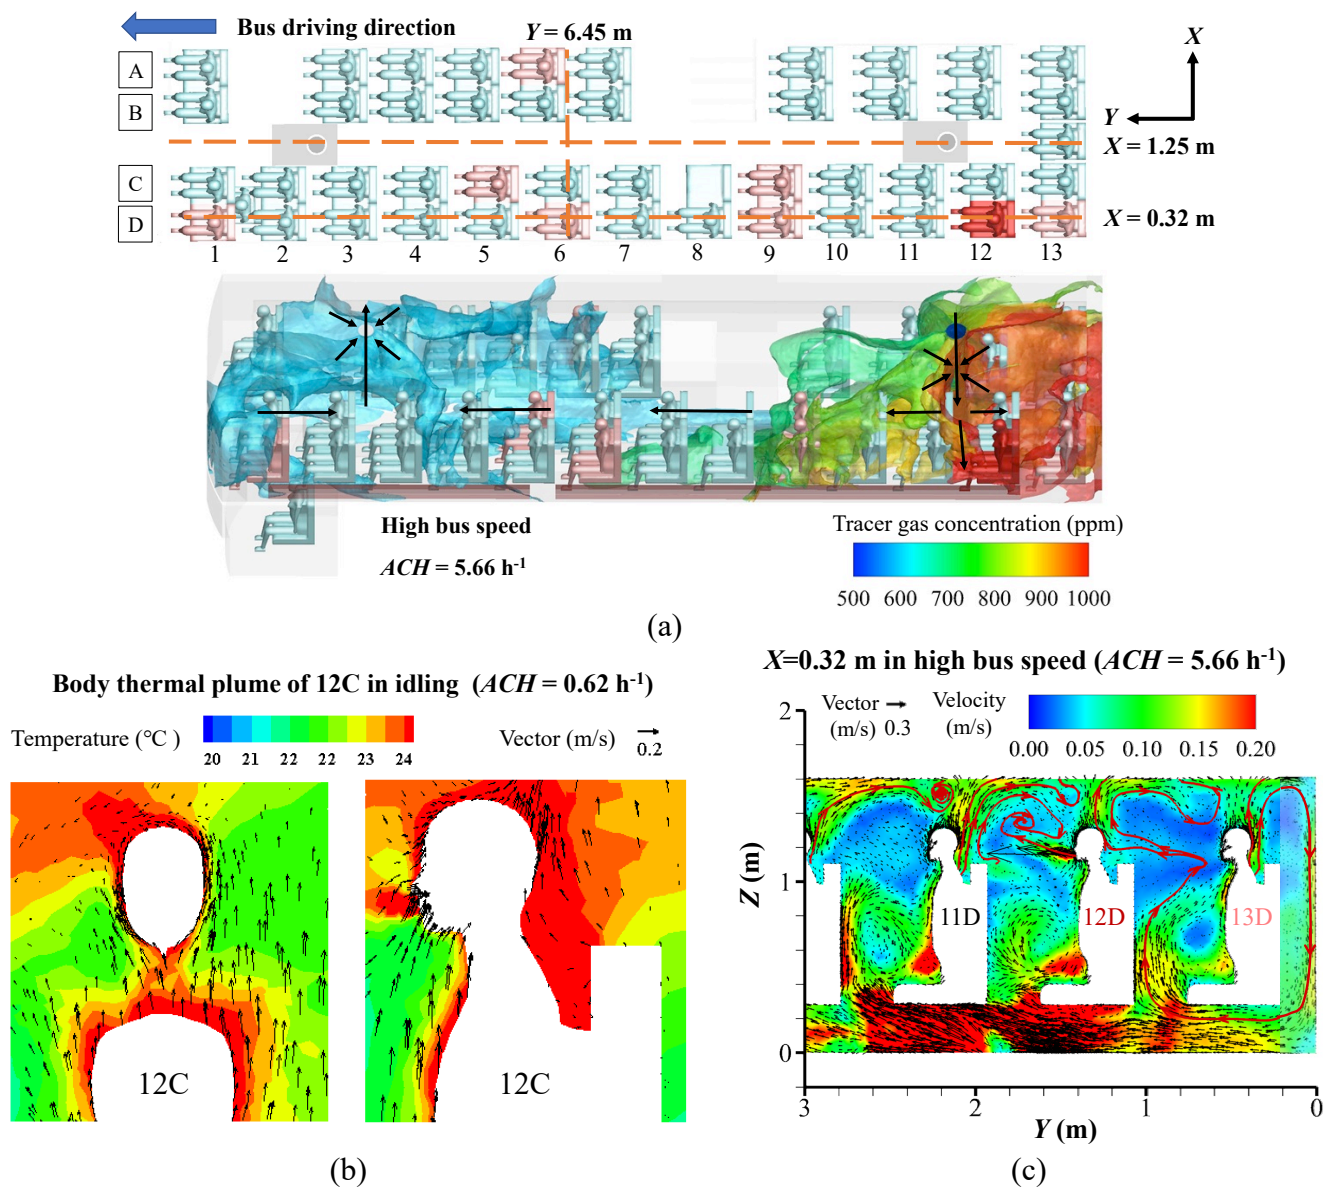 Bus driving direction
Y = 6.45 m
X
A
B
Y
X = 1.25 m
C
D
X = 0.32 m
1 2 3 4 5 6 7 8 9 10 11 12 13
High bus speed
ACH = 5.66 h⁻¹
Tracer gas concentration (ppm)
500 600 700 800 900 1000
(a)
Body thermal plume of 12C in idling (ACH = 0.62 h⁻¹)
Temperature (℃ )
20 21 22 22 23 24
Vector (m/s)
0.2
12C
12C
(b)
X=0.32 m in high bus speed (ACH = 5.66 h⁻¹)
Vector
(m/s) 0.3
Velocity
(m/s)
0.00 0.05 0.10 0.15 0.20
2
1
0
Z (m)
11D
12D
13D
3 2 1 0
Y (m)
(c)